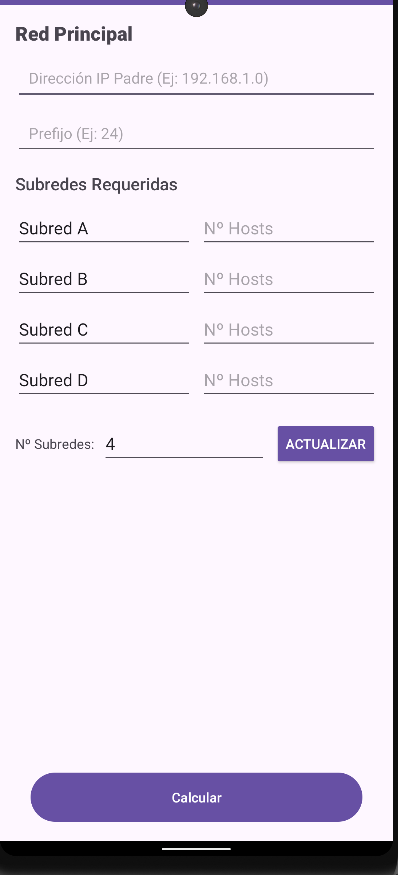 Red Principal
Dirección IP Padre (Ej: 192.168.1.0)
Prefijo (Ej: 24)
Subredes Requeridas
Subred A Nº Hosts
Subred B Nº Hosts
Subred C Nº Hosts
Subred D Nº Hosts
Nº Subredes: 4 ACTUALIZAR
Calcular